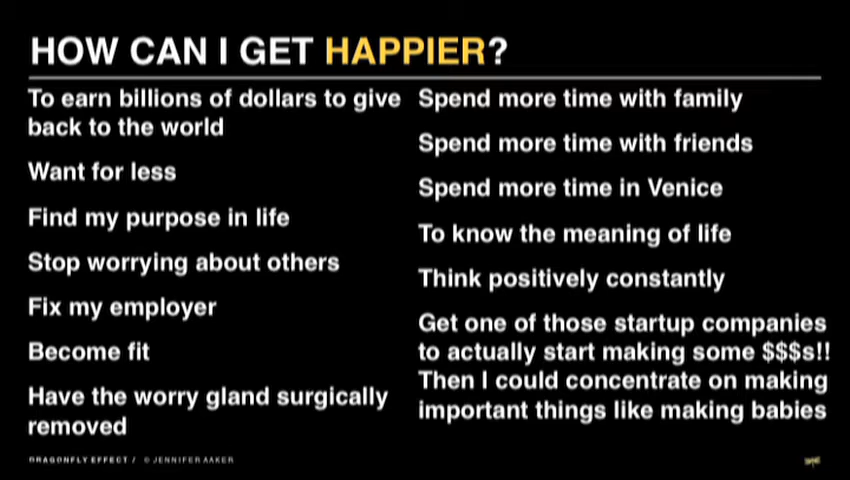 HOW CAN I GET HAPPIER?
To earn billions of dollars to give
back to the world
Want for less
Find my purpose in life
Stop worrying about others
Fix my employer
Become fit
Have the worry gland surgically
removed
Spend more time with family
Spend more time with friends
Spend more time in Venice
To know the meaning of life
Think positively constantly
Get one of those startup companies
to actually start making some $$$s!!
Then I could concentrate on making
important things like making babies
DRAGONFLY EFFECT / © JENNIFER AAKER